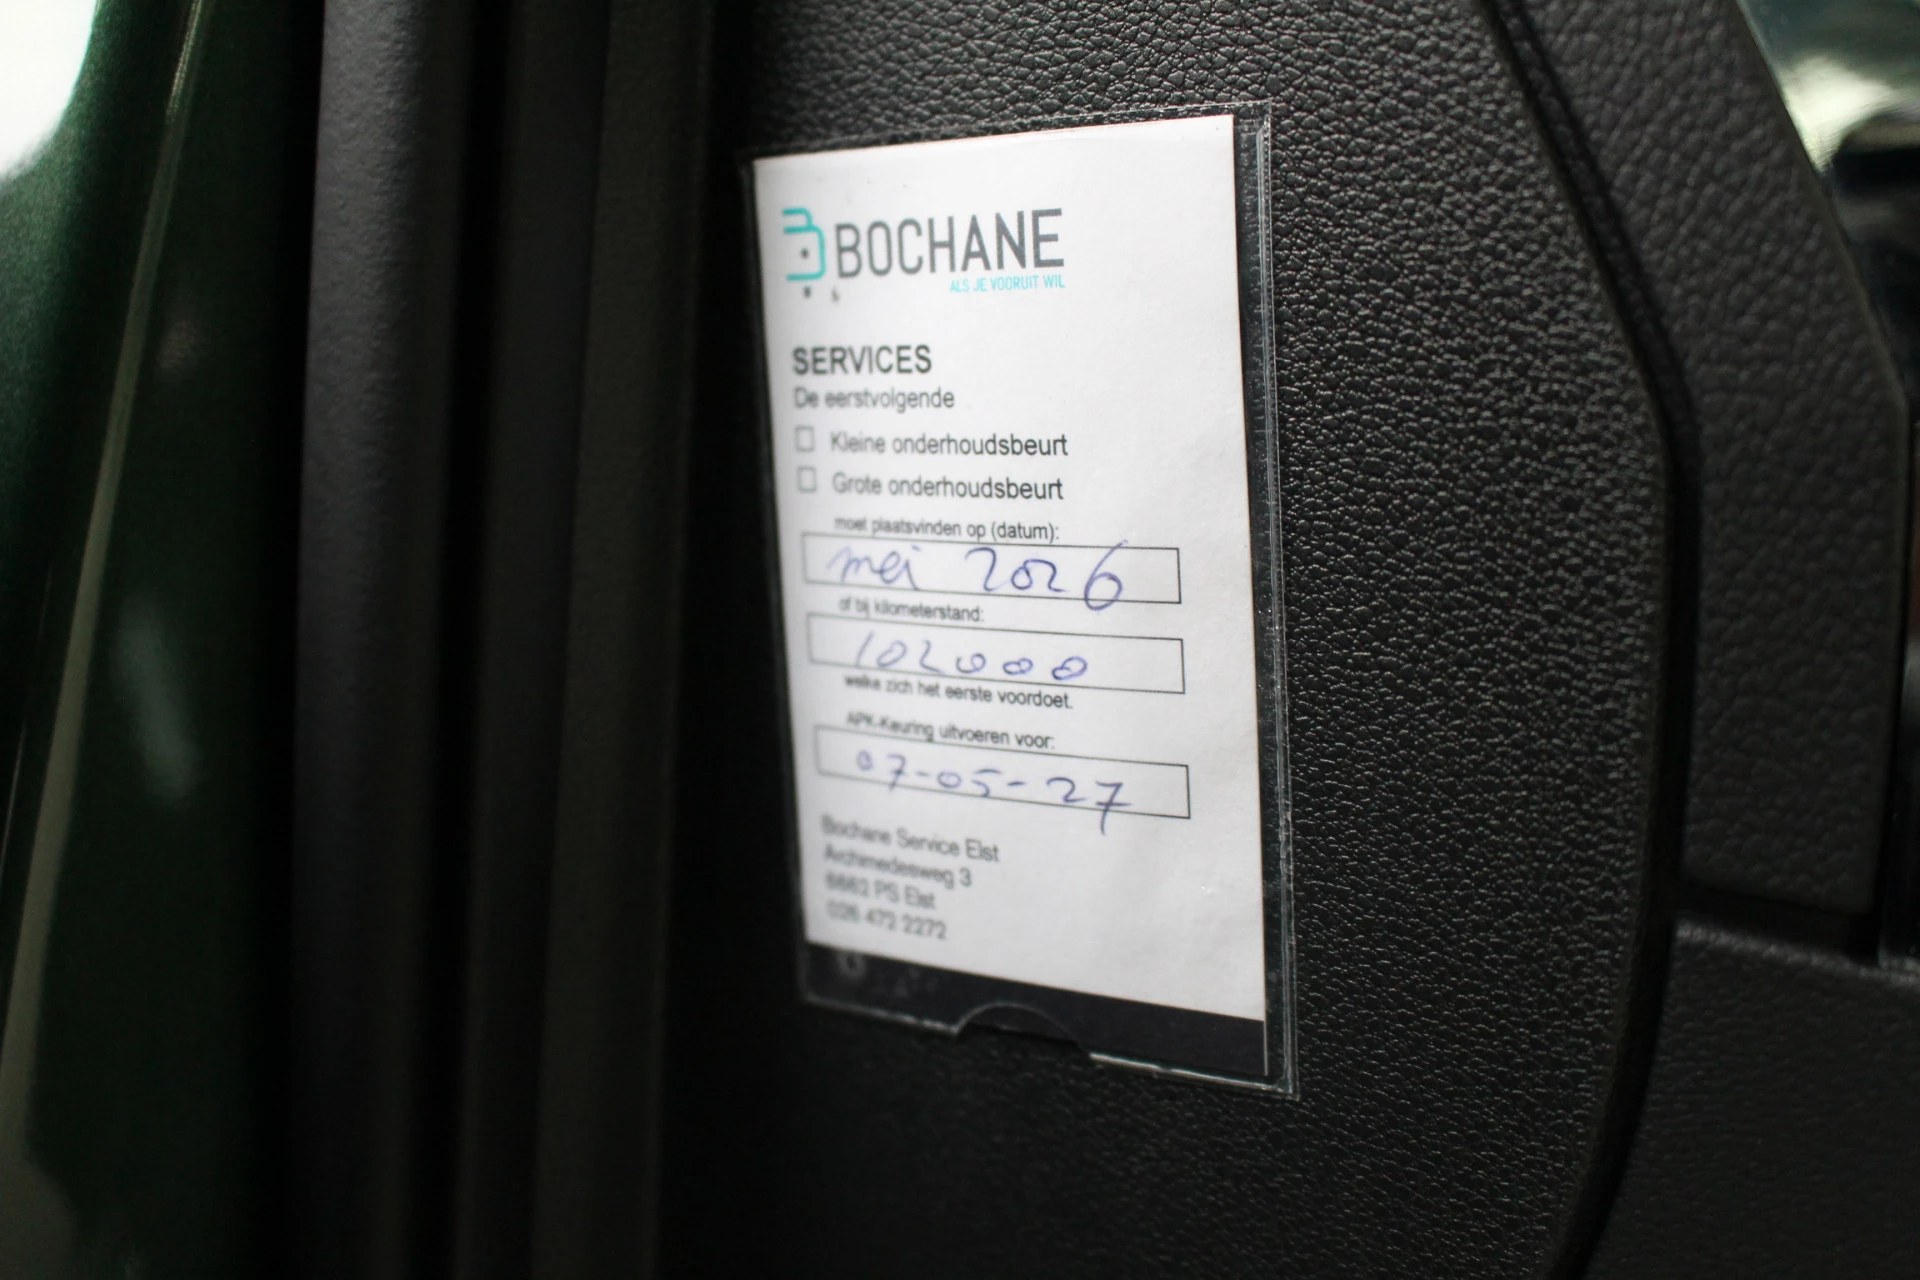 BOCHANE
ALS JE VOORUIT WIL
SERVICES
De eerstvolgende
Kleine onderhoudsbeurt
Grote onderhoudsbeurt
moet plaatsvinden op (datum):
mei 2026
of bij kilometerstand:
102000
welke zich het eerste voordoet.
APK-Keuring uitvoeren voor:
07-05-27
Bochane Service Elst
Archimedesweg 3
6662 PS Elst
026 472 2272